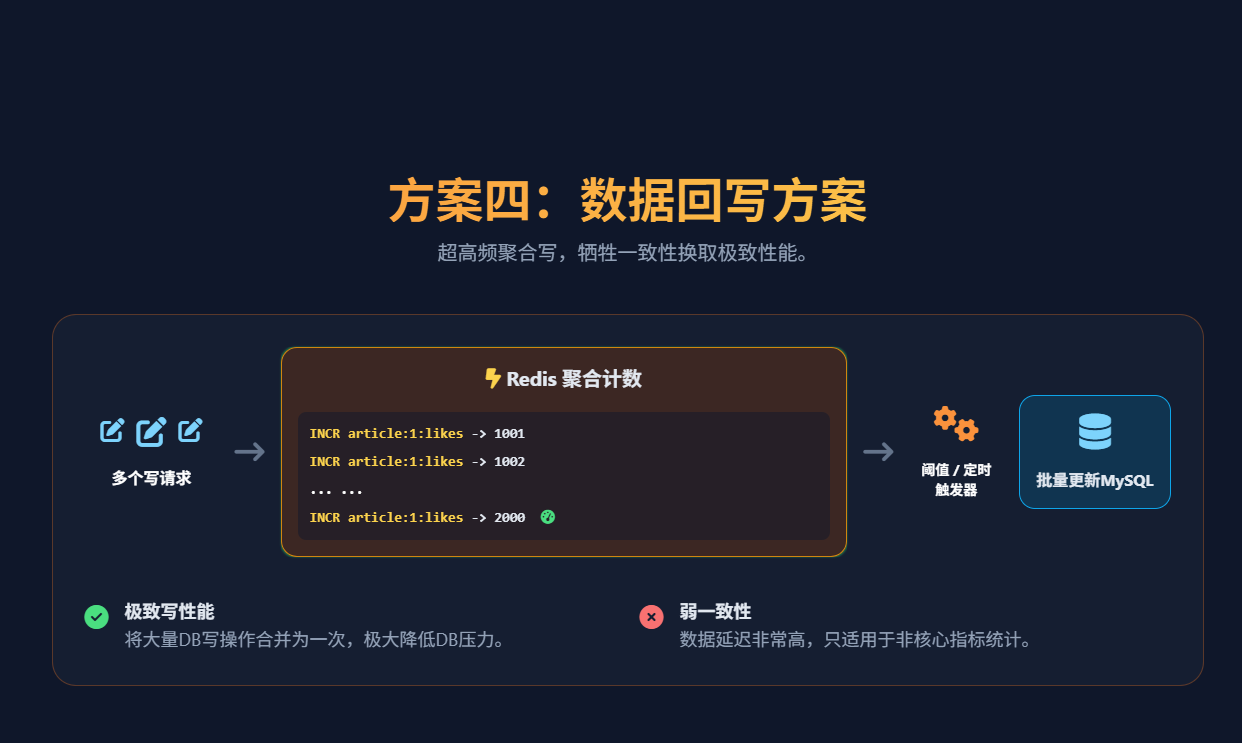 方案四：数据回写方案
超高频聚合写，牺牲一致性换取极致性能。
多个写请求
Redis 聚合计数
INCR article:1:likes -> 1001
INCR article:1:likes -> 1002
... ...
INCR article:1:likes -> 2000
阈值 / 定时
触发器
批量更新MySQL
极致写性能
将大量DB写操作合并为一次，极大降低DB压力。
弱一致性
数据延迟非常高，只适用于非核心指标统计。